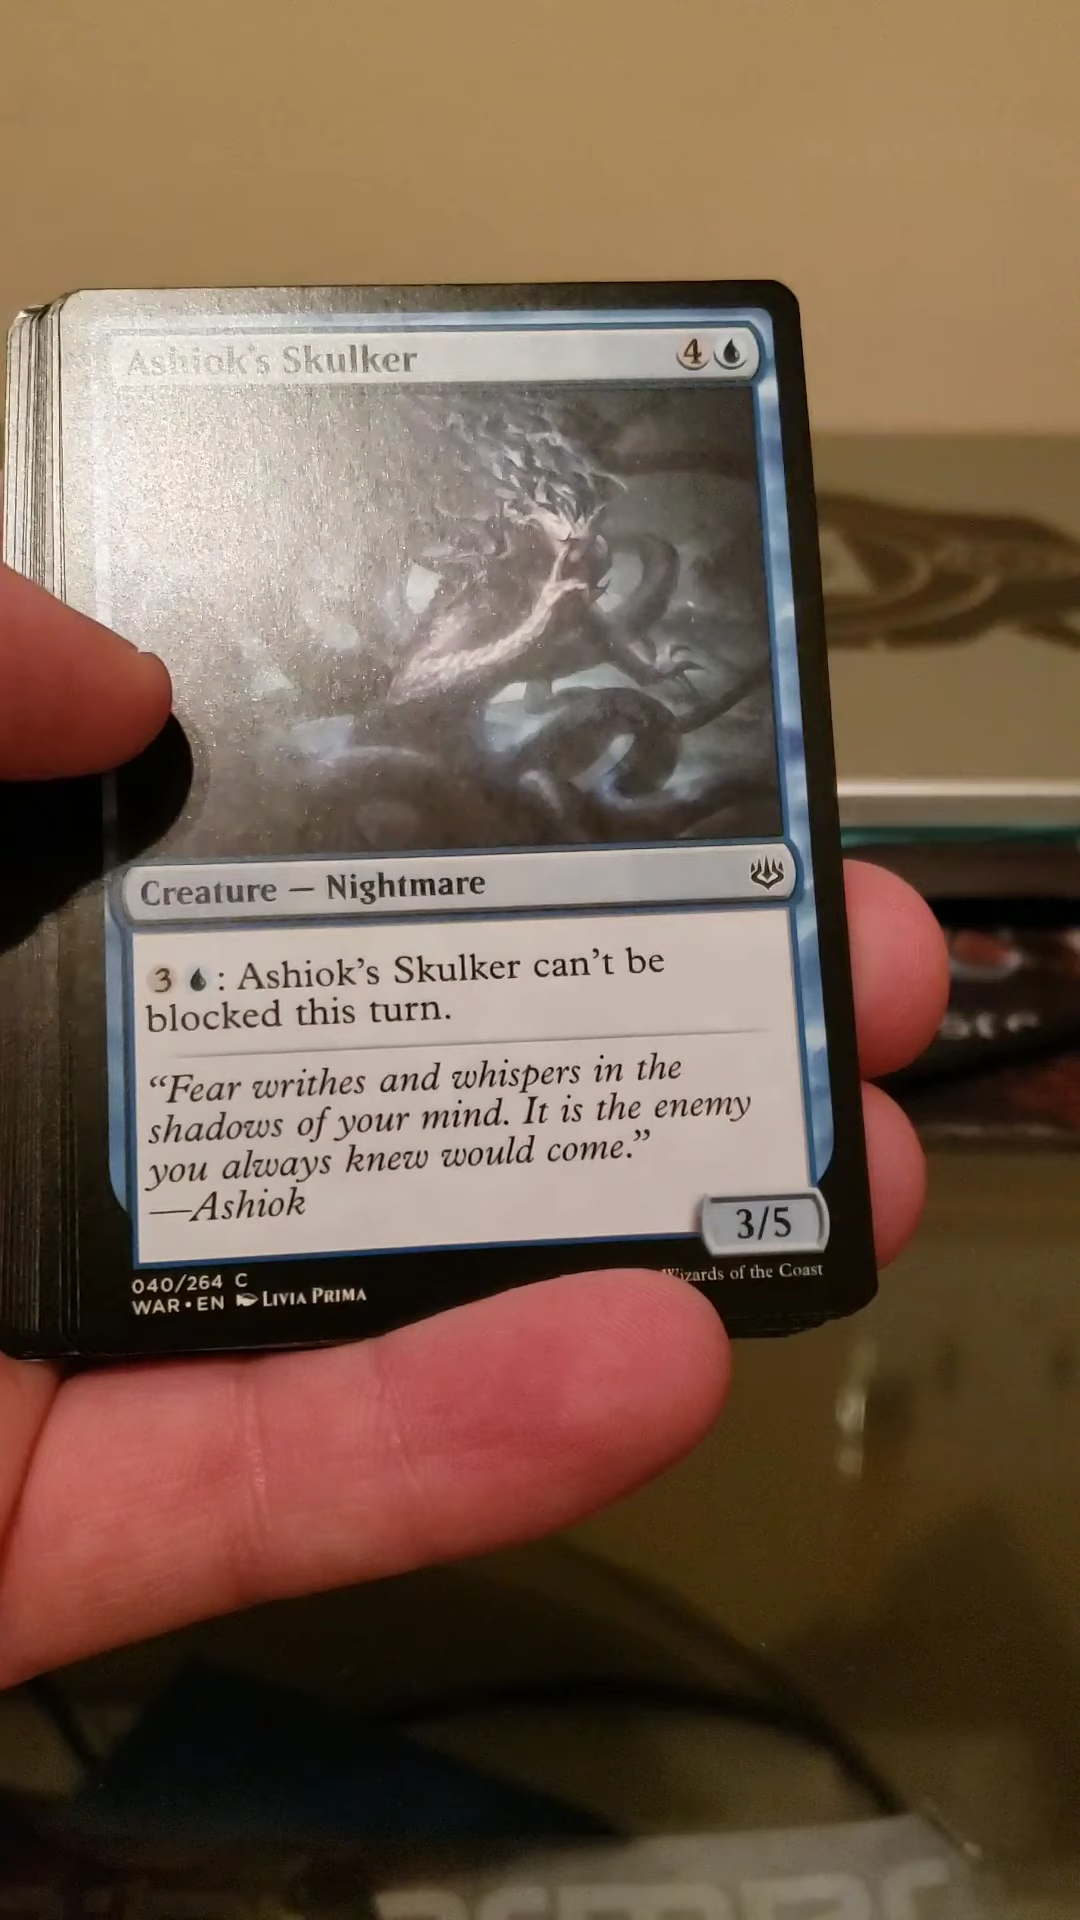 Ashiok's Skulker 4
Creature — Nightmare
3 : Ashiok's Skulker can't be
blocked this turn.
“Fear writhes and whispers in the
shadows of your mind. It is the enemy
you always knew would come.”
—Ashiok
3/5
040/264 C
WAR • EN LIVIA PRIMA
Wizards of the Coast